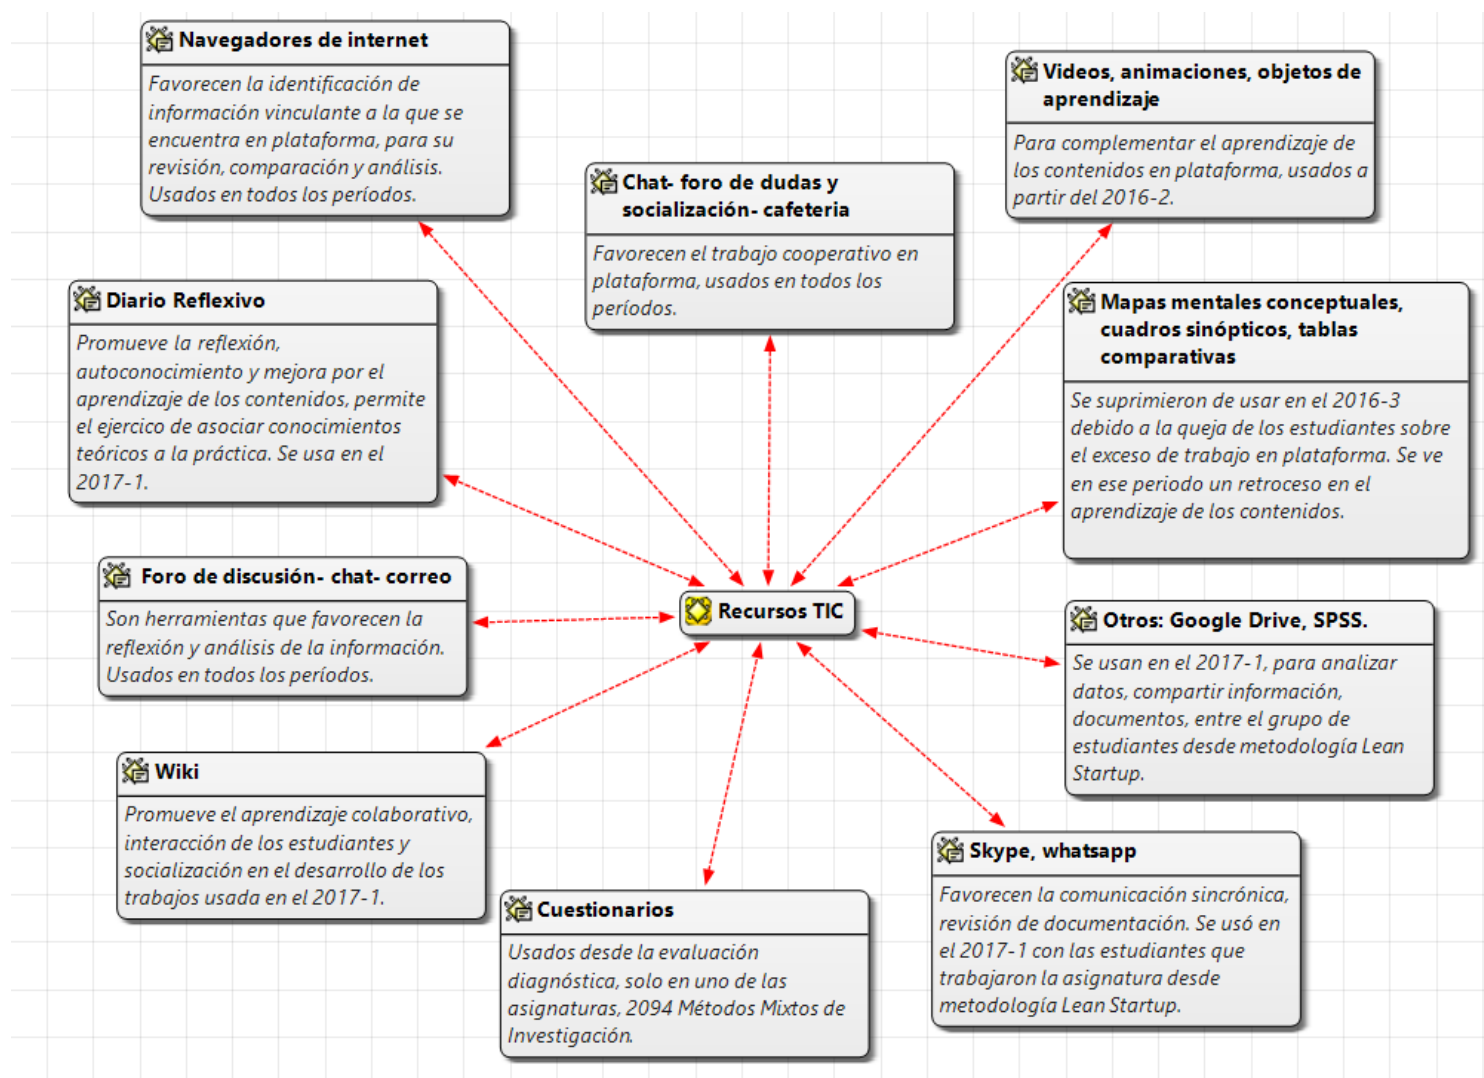 Navegadores de internet
Favorecen la identificación de
información vinculante a la que se
encuentra en plataforma, para su
revisión, comparación y análisis.
Usados en todos los períodos.
Videos, animaciones, objetos de
aprendizaje
Para complementar el aprendizaje de
los contenidos en plataforma, usados a
partir del 2016-2.
Chat- foro de dudas y
socialización- cafeteria
Favorecen el trabajo cooperativo en
plataforma, usados en todos los
períodos.
Diario Reflexivo
Promueve la reflexión,
autoconocimiento y mejora por el
aprendizaje de los contenidos, permite
el ejercico de asociar conocimientos
teóricos a la práctica. Se usa en el
2017-1.
Mapas mentales conceptuales,
cuadros sinópticos, tablas
comparativas
Se suprimieron de usar en el 2016-3
debido a la queja de los estudiantes sobre
el exceso de trabajo en plataforma. Se ve
en ese periodo un retroceso en el
aprendizaje de los contenidos.
Foro de discusión- chat- correo
Son herramientas que favorecen la
reflexión y análisis de la información.
Usados en todos los períodos.
Recursos TIC
Otros: Google Drive, SPSS.
Se usan en el 2017-1, para analizar
datos, compartir información,
documentos, entre el grupo de
estudiantes desde metodología Lean
Startup.
Wiki
Promueve el aprendizaje colaborativo,
interacción de los estudiantes y
socialización en el desarrollo de los
trabajos usada en el 2017-1.
Skype, whatsapp
Favorecen la comunicación sincrónica,
revisión de documentación. Se usó en
el 2017-1 con las estudiantes que
trabajaron la asignatura desde
metodología Lean Startup.
Cuestionarios
Usados desde la evaluación
diagnóstica, solo en uno de las
asignaturas, 2094 Métodos Mixtos de
Investigación.